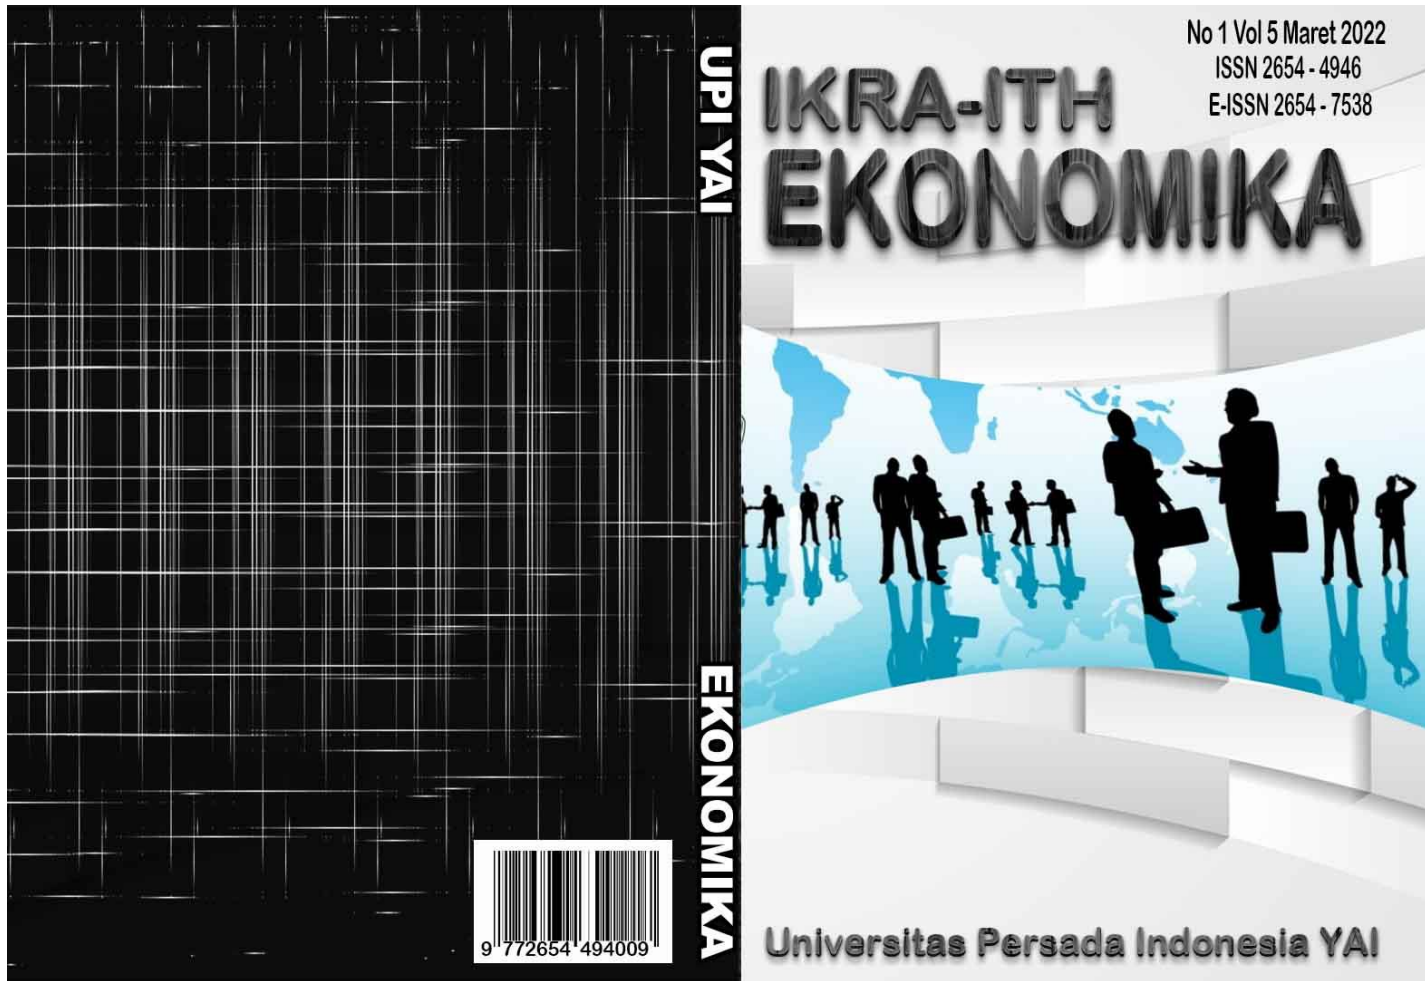 UPI YAI
EKONOMIKA
9 772654 494009
No 1 Vol 5 Maret 2022
ISSN 2654 - 4946
E-ISSN 2654 - 7538
IKRA-ITH
EKONOMIKA
Universitas Persada Indonesia YAI